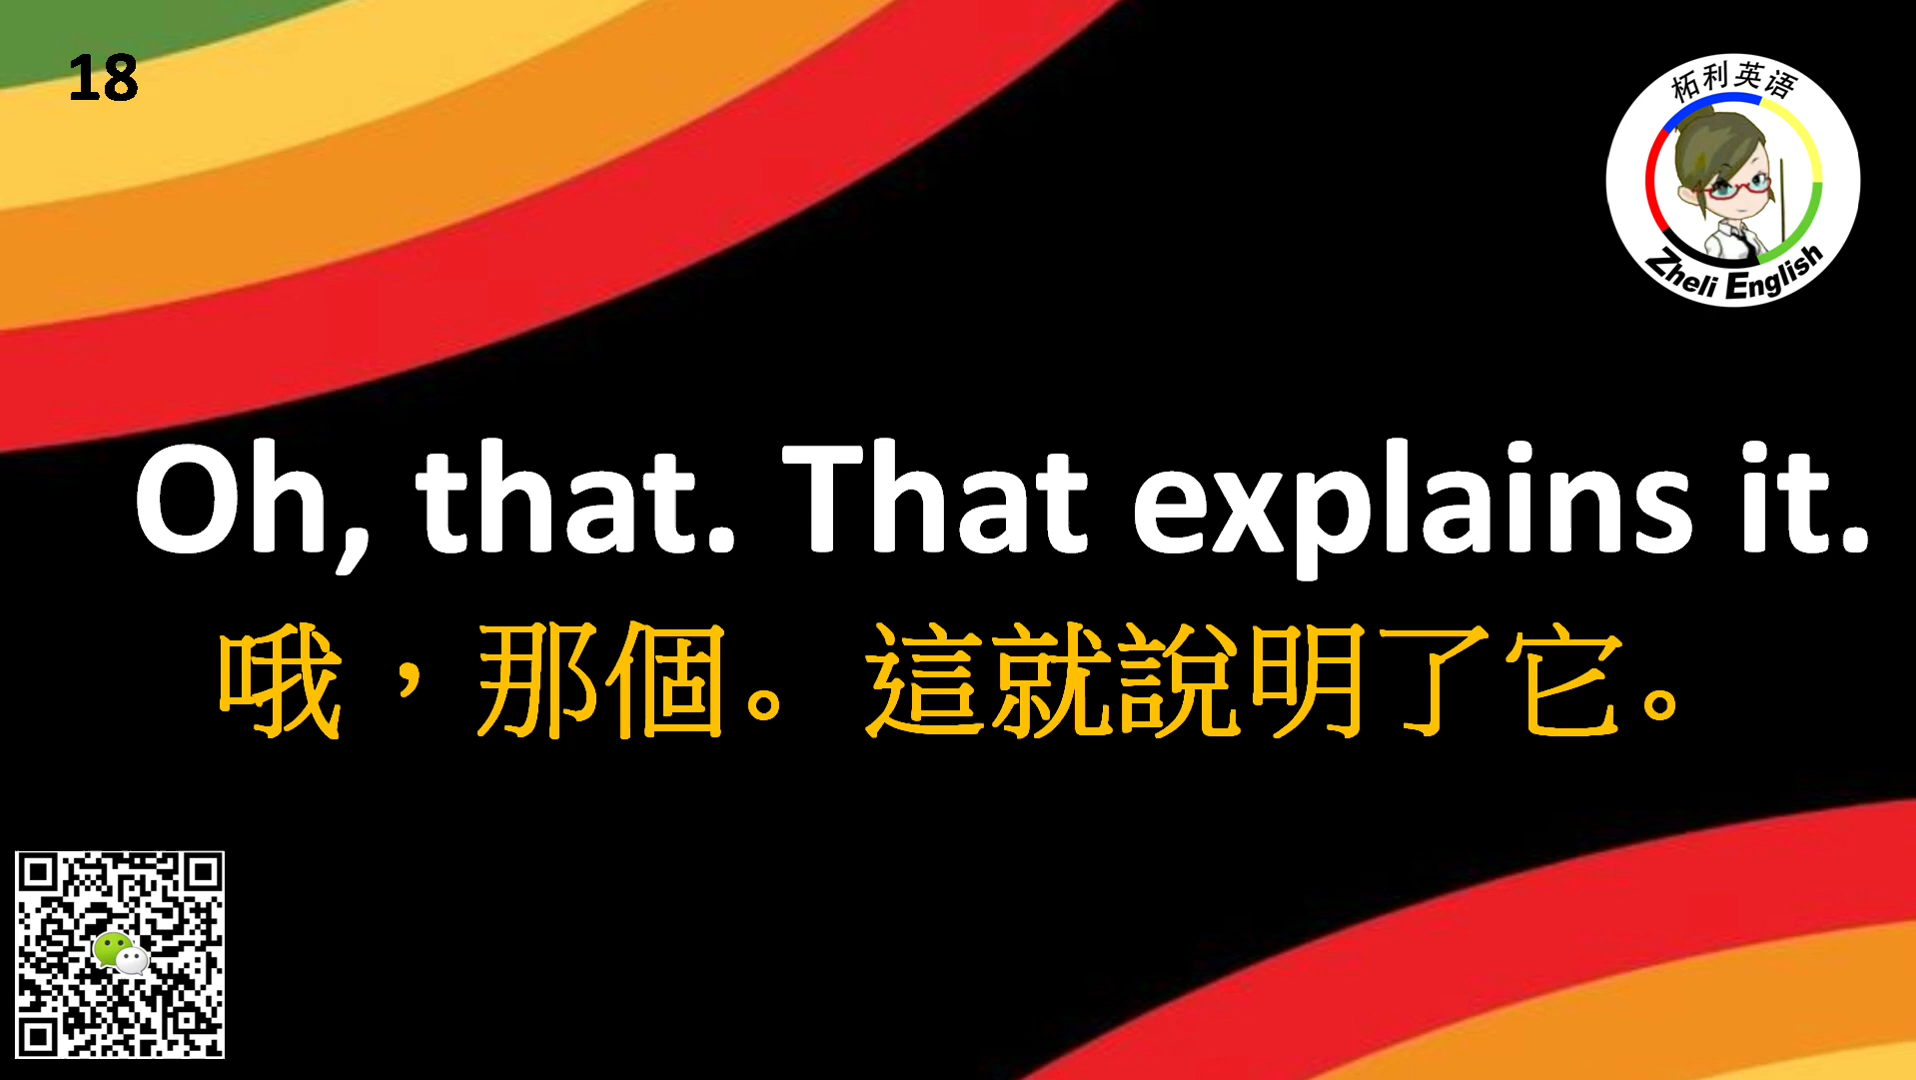 18
柘利英语
Zheli English
Oh, that. That explains it.
哦，那個。這就說明了它。